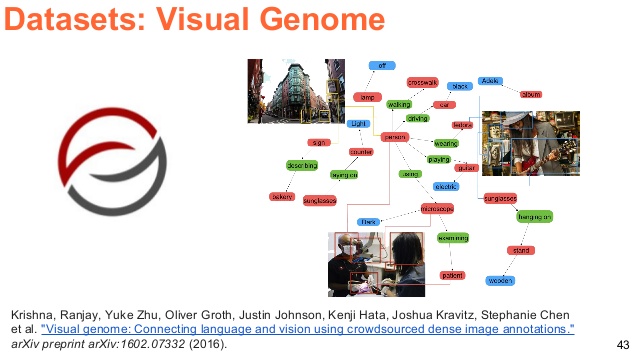 Datasets: Visual Genome
off
crosswalk
black
Adele
album
lamp
walking
car
Light
driving
fedora
person
sign
counter
wearing
describing
playing
guitar
laying on
using
electric
bakery
sunglasses
sunglasses
microscope
hanging on
Dark
examining
stand
patient
wooden
Krishna, Ranjay, Yuke Zhu, Oliver Groth, Justin Johnson, Kenji Hata, Joshua Kravitz, Stephanie Chen
et al. "Visual genome: Connecting language and vision using crowdsourced dense image annotations."
arXiv preprint arXiv:1602.07332 (2016).
43